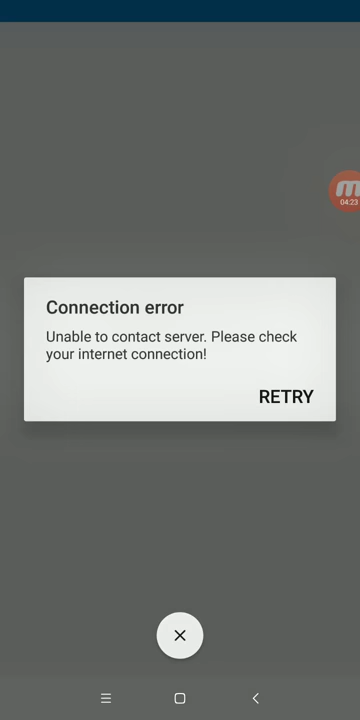 04:23
Connection error
Unable to contact server. Please check
your internet connection!
RETRY